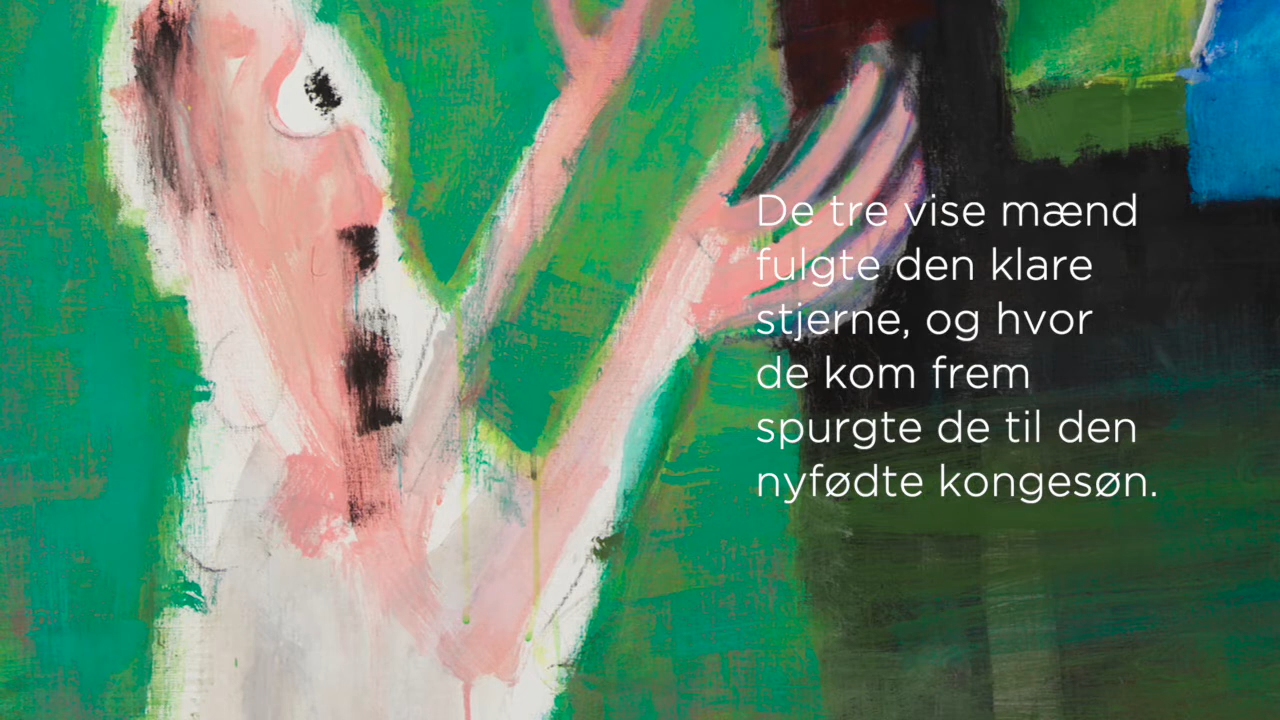 De tre vise mænd
fulgte den klare
stjerne, og hvor
de kom frem
spurgte de til den
nyfødte kongesøn.